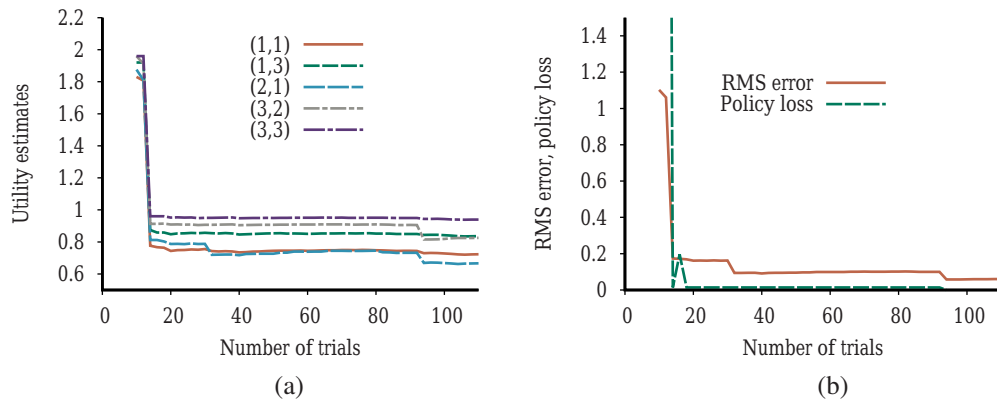 2.2
2
1.8
1.6
1.4
1.2
1
0.8
0.6
Utility estimates
(1,1)
(1,3)
(2,1)
(3,2)
(3,3)
0 20 40 60 80 100
Number of trials
(a)
1.4
1.2
1
0.8
0.6
0.4
0.2
0
RMS error, policy loss
RMS error
Policy loss
0 20 40 60 80 100
Number of trials
(b)